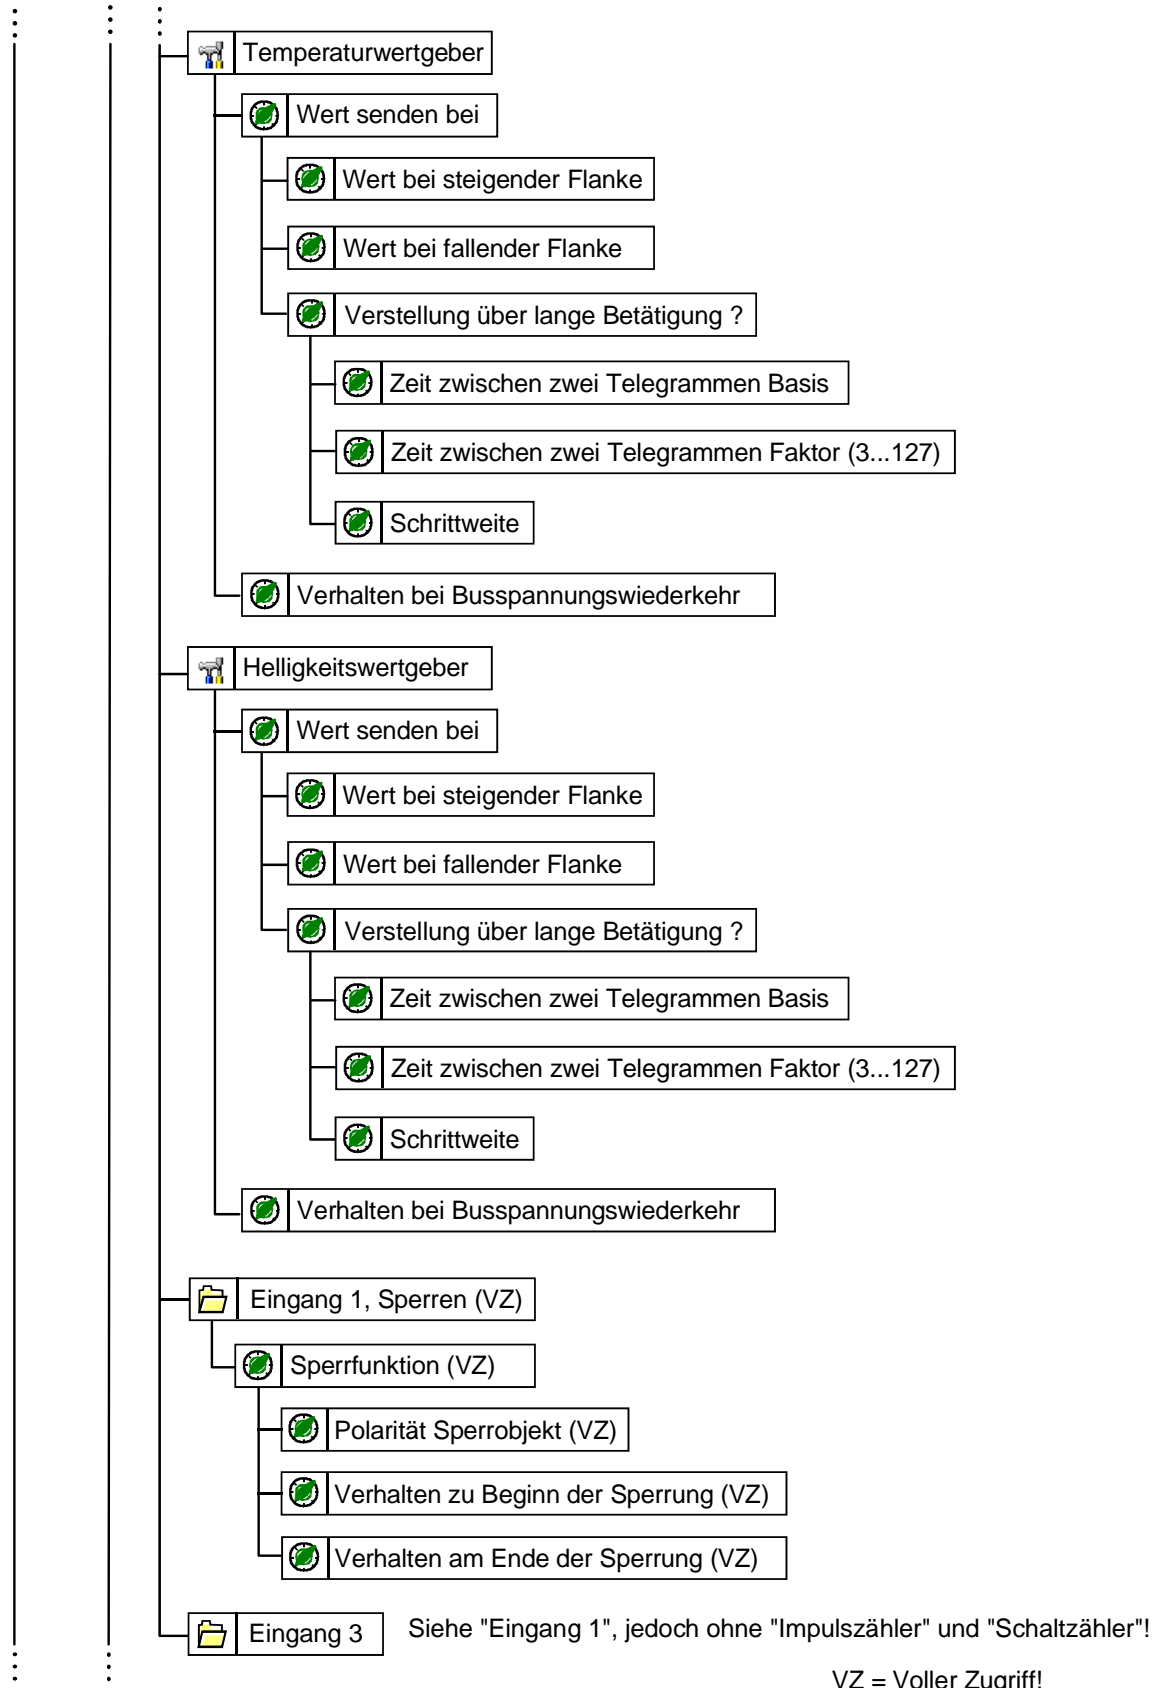 Temperaturwertgeber
Wert senden bei
Wert bei steigender Flanke
Wert bei fallender Flanke
Verstellung über lange Betätigung ?
Zeit zwischen zwei Telegrammen Basis
Zeit zwischen zwei Telegrammen Faktor (3...127)
Schrittweite
Verhalten bei Busspannungswiederkehr
Helligkeitswertgeber
Wert senden bei
Wert bei steigender Flanke
Wert bei fallender Flanke
Verstellung über lange Betätigung ?
Zeit zwischen zwei Telegrammen Basis
Zeit zwischen zwei Telegrammen Faktor (3...127)
Schrittweite
Verhalten bei Busspannungswiederkehr
Eingang 1, Sperren (VZ)
Sperrfunktion (VZ)
Polarität Sperrobjekt (VZ)
Verhalten zu Beginn der Sperrung (VZ)
Verhalten am Ende der Sperrung (VZ)
Eingang 3 Siehe "Eingang 1", jedoch ohne "Impulszähler" und "Schaltzähler"!
VZ = Voller Zugriff!